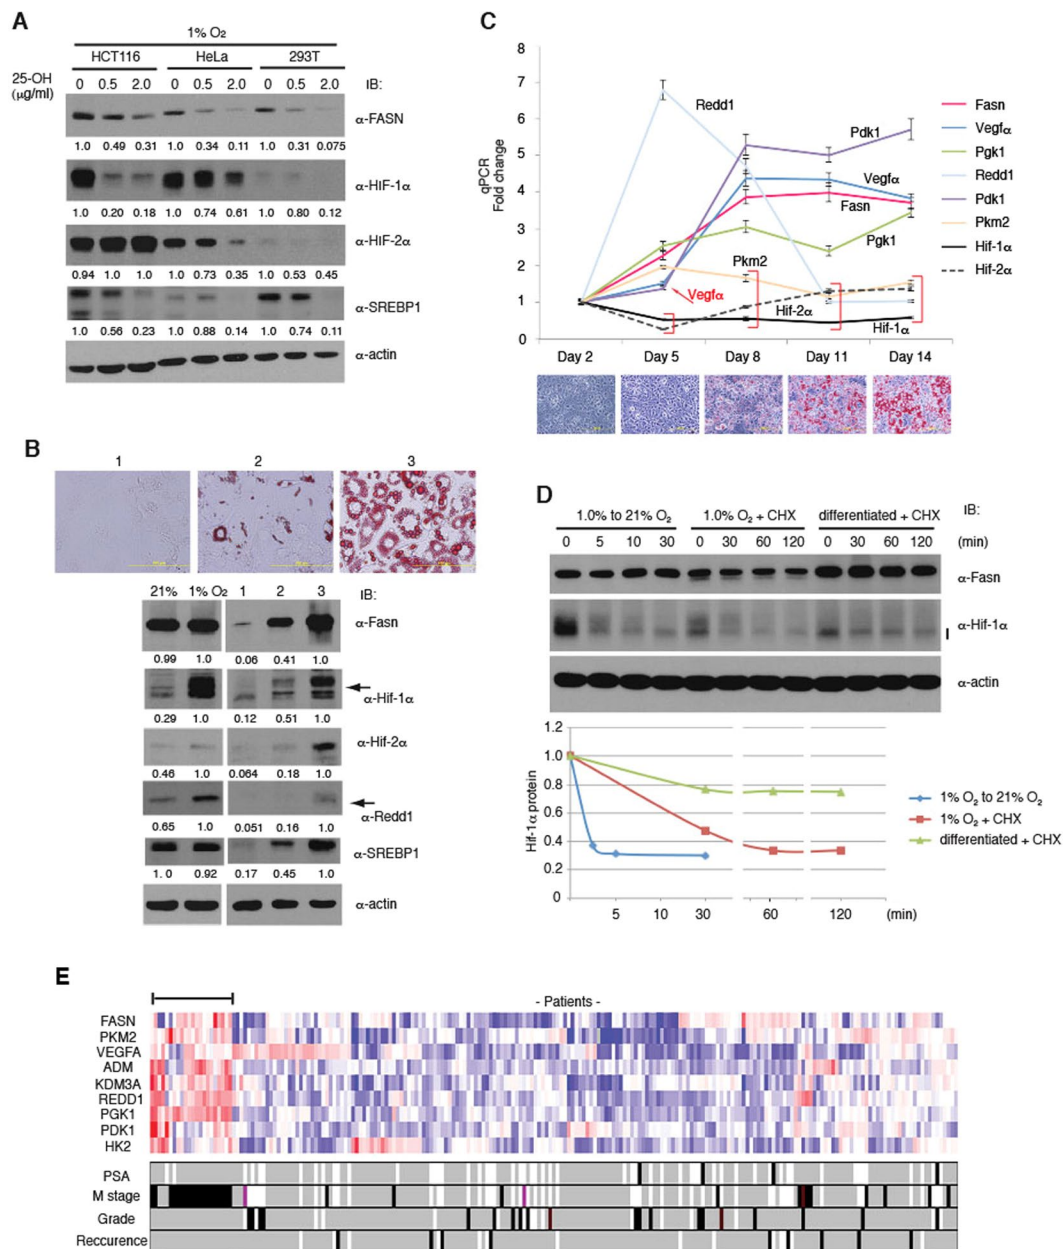 A
1% O₂
HCT116 HeLa 293T
25-OH (μg/ml) 0 0.5 2.0 0 0.5 2.0 0 0.5 2.0 IB:
α-FASN
1.0 0.49 0.31 1.0 0.34 0.11 1.0 0.31 0.075
α-HIF-1α
1.0 0.20 0.18 1.0 0.74 0.61 1.0 0.80 0.12
α-HIF-2α
0.94 1.0 1.0 1.0 0.73 0.35 1.0 0.53 0.45
α-SREBP1
1.0 0.56 0.23 1.0 0.88 0.14 1.0 0.74 0.11
α-actin
C
qPCR
Fold change
8
7
6
5
4
3
2
1
0
Redd1
Pdk1
Vegfα
Fasn
Pgk1
Pkm2
Vegfα
Hif-2α
Hif-1α
Fasn
Vegfα
Pgk1
Redd1
Pdk1
Pkm2
Hif-1α
Hif-2α
Day 2 Day 5 Day 8 Day 11 Day 14
B
1 2 3
21% 1% O₂ 1 2 3 IB:
α-Fasn
0.99 1.0 0.06 0.41 1.0
α-Hif-1α
0.29 1.0 0.12 0.51 1.0
α-Hif-2α
0.46 1.0 0.064 0.18 1.0
α-Redd1
0.65 1.0 0.051 0.16 1.0
α-SREBP1
1. 0 0.92 0.17 0.45 1.0
α-actin
D
1.0% to 21% O₂ 1.0% O₂ + CHX differentiated + CHX IB:
0 5 10 30 0 30 60 120 0 30 60 120 (min)
α-Fasn
α-Hif-1α
α-actin
Hif-1α protein
1.2
1.0
0.8
0.6
0.4
0.2
0
5 10 30 60 120 (min)
1% O₂ to 21% O₂
1% O₂ + CHX
differentiated + CHX
E
- Patients -
FASN
PKM2
VEGFA
ADM
KDM3A
REDD1
PGK1
PDK1
HK2
PSA
M stage
Grade
Reccurence